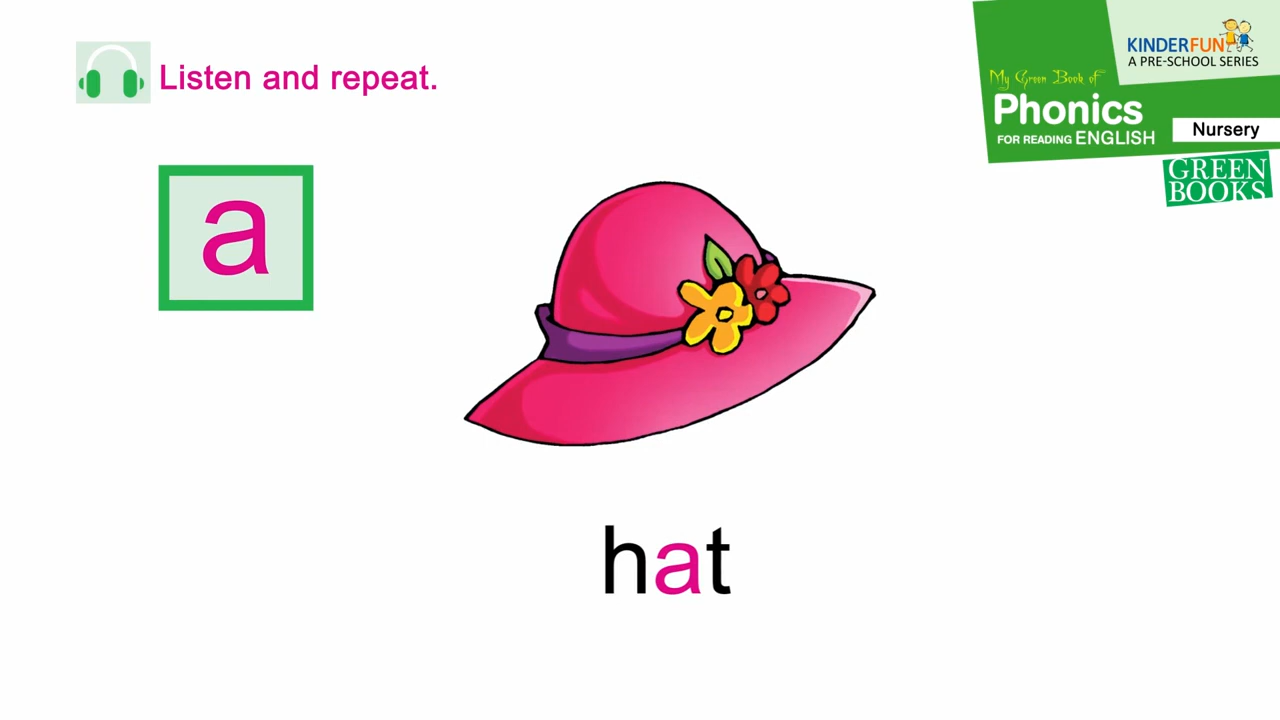 Listen and repeat.
KINDERFUN
A PRE-SCHOOL SERIES
My Green Book of
Phonics
FOR READING ENGLISH
Nursery
GREEN
BOOKS
a
hat